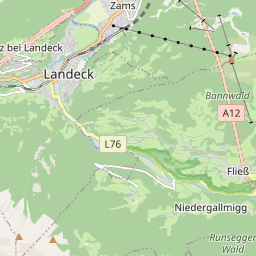 Zams
z bei Landeck
Landeck
Bannwald
A12
L76
Fließ
Niedergallmigg
Runsegger
Wald